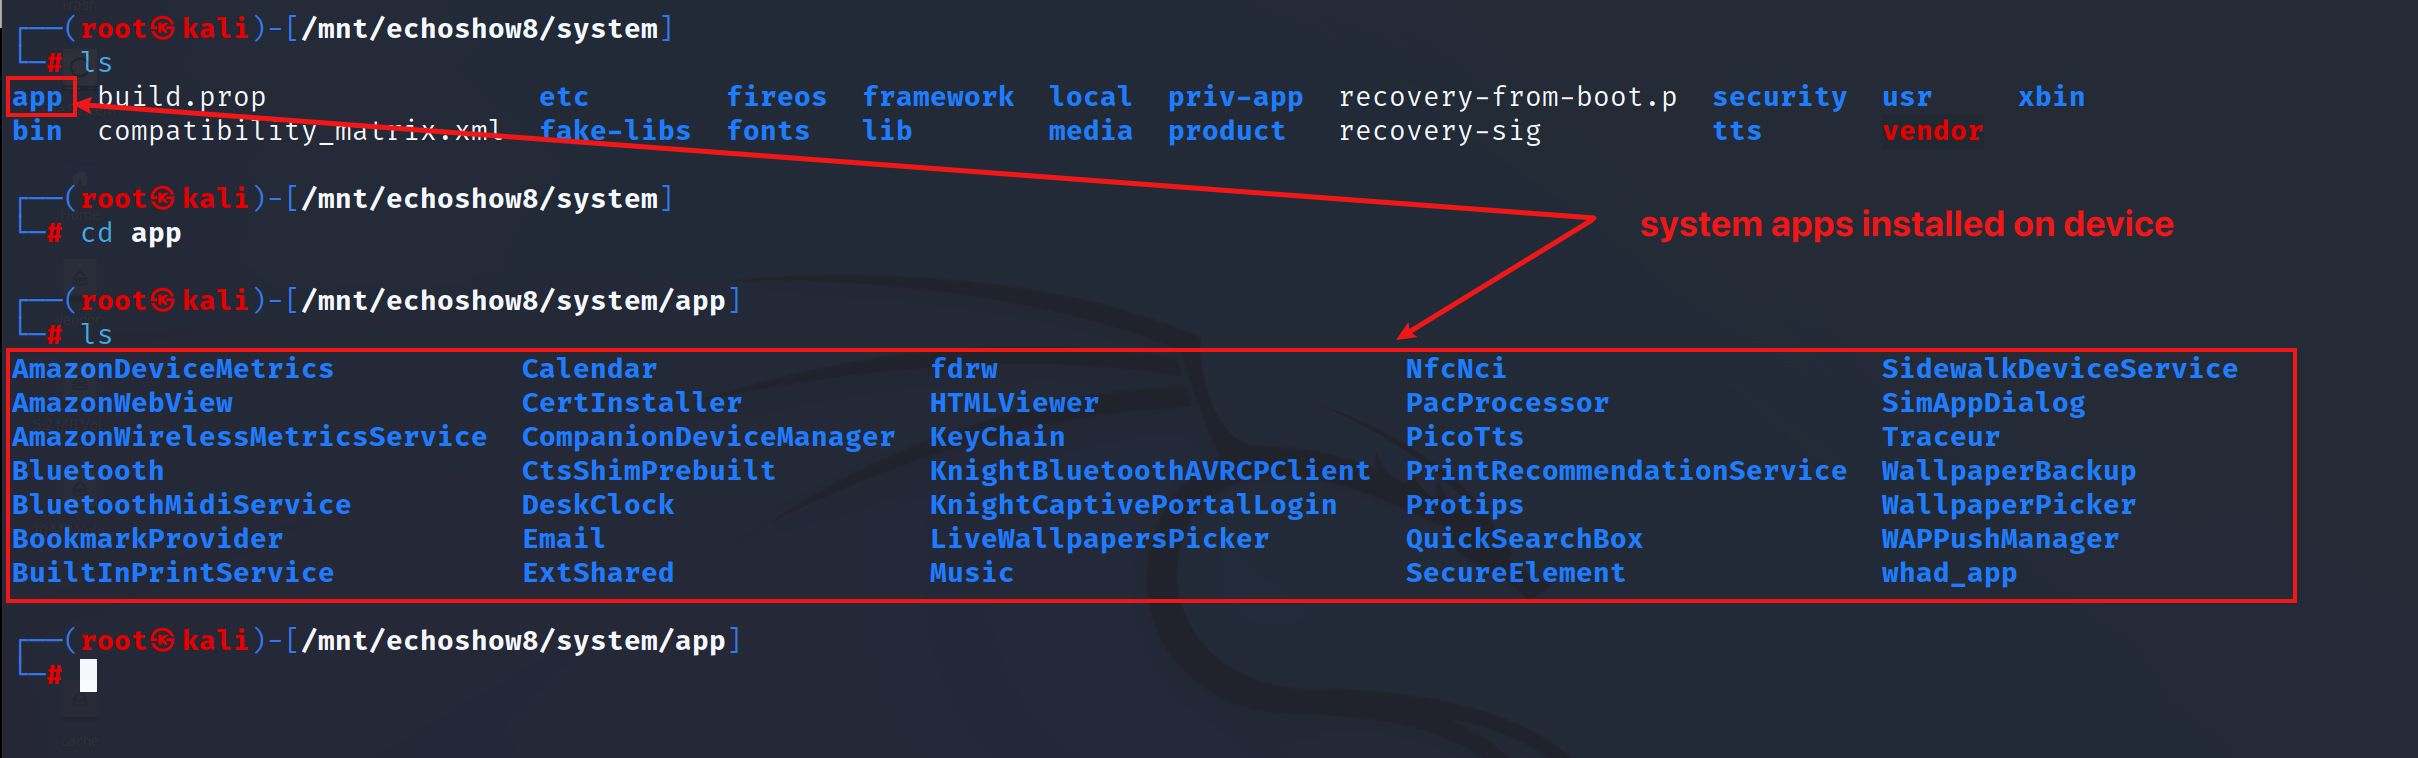 ┌──(root㉿kali)-[/mnt/echoshow8/system]
└─# ls
app  build.prop                etc        fireos  framework  local  priv-app  recovery-from-boot.p  security  usr     xbin
bin  compatibility_matrix.xml  fake-libs  fonts   lib        media  product   recovery-sig          tts       vendor
┌──(root㉿kali)-[/mnt/echoshow8/system]
└─# cd app
system apps installed on device
┌──(root㉿kali)-[/mnt/echoshow8/system/app]
└─# ls
AmazonDeviceMetrics           Calendar                fdrw                        NfcNci                      SidewalkDeviceService
AmazonWebView                 CertInstaller           HTMLViewer                  PacProcessor                SimAppDialog
AmazonWirelessMetricsService  CompanionDeviceManager  KeyChain                    PicoTts                     Traceur
Bluetooth                     CtsShimPrebuilt         KnightBluetoothAVRCPClient  PrintRecommendationService  WallpaperBackup
BluetoothMidiService          DeskClock               KnightCaptivePortalLogin    Protips                     WallpaperPicker
BookmarkProvider              Email                   LiveWallpapersPicker        QuickSearchBox              WAPPushManager
BuiltInPrintService           ExtShared               Music                       SecureElement               whad_app
┌──(root㉿kali)-[/mnt/echoshow8/system/app]
└─#
cache